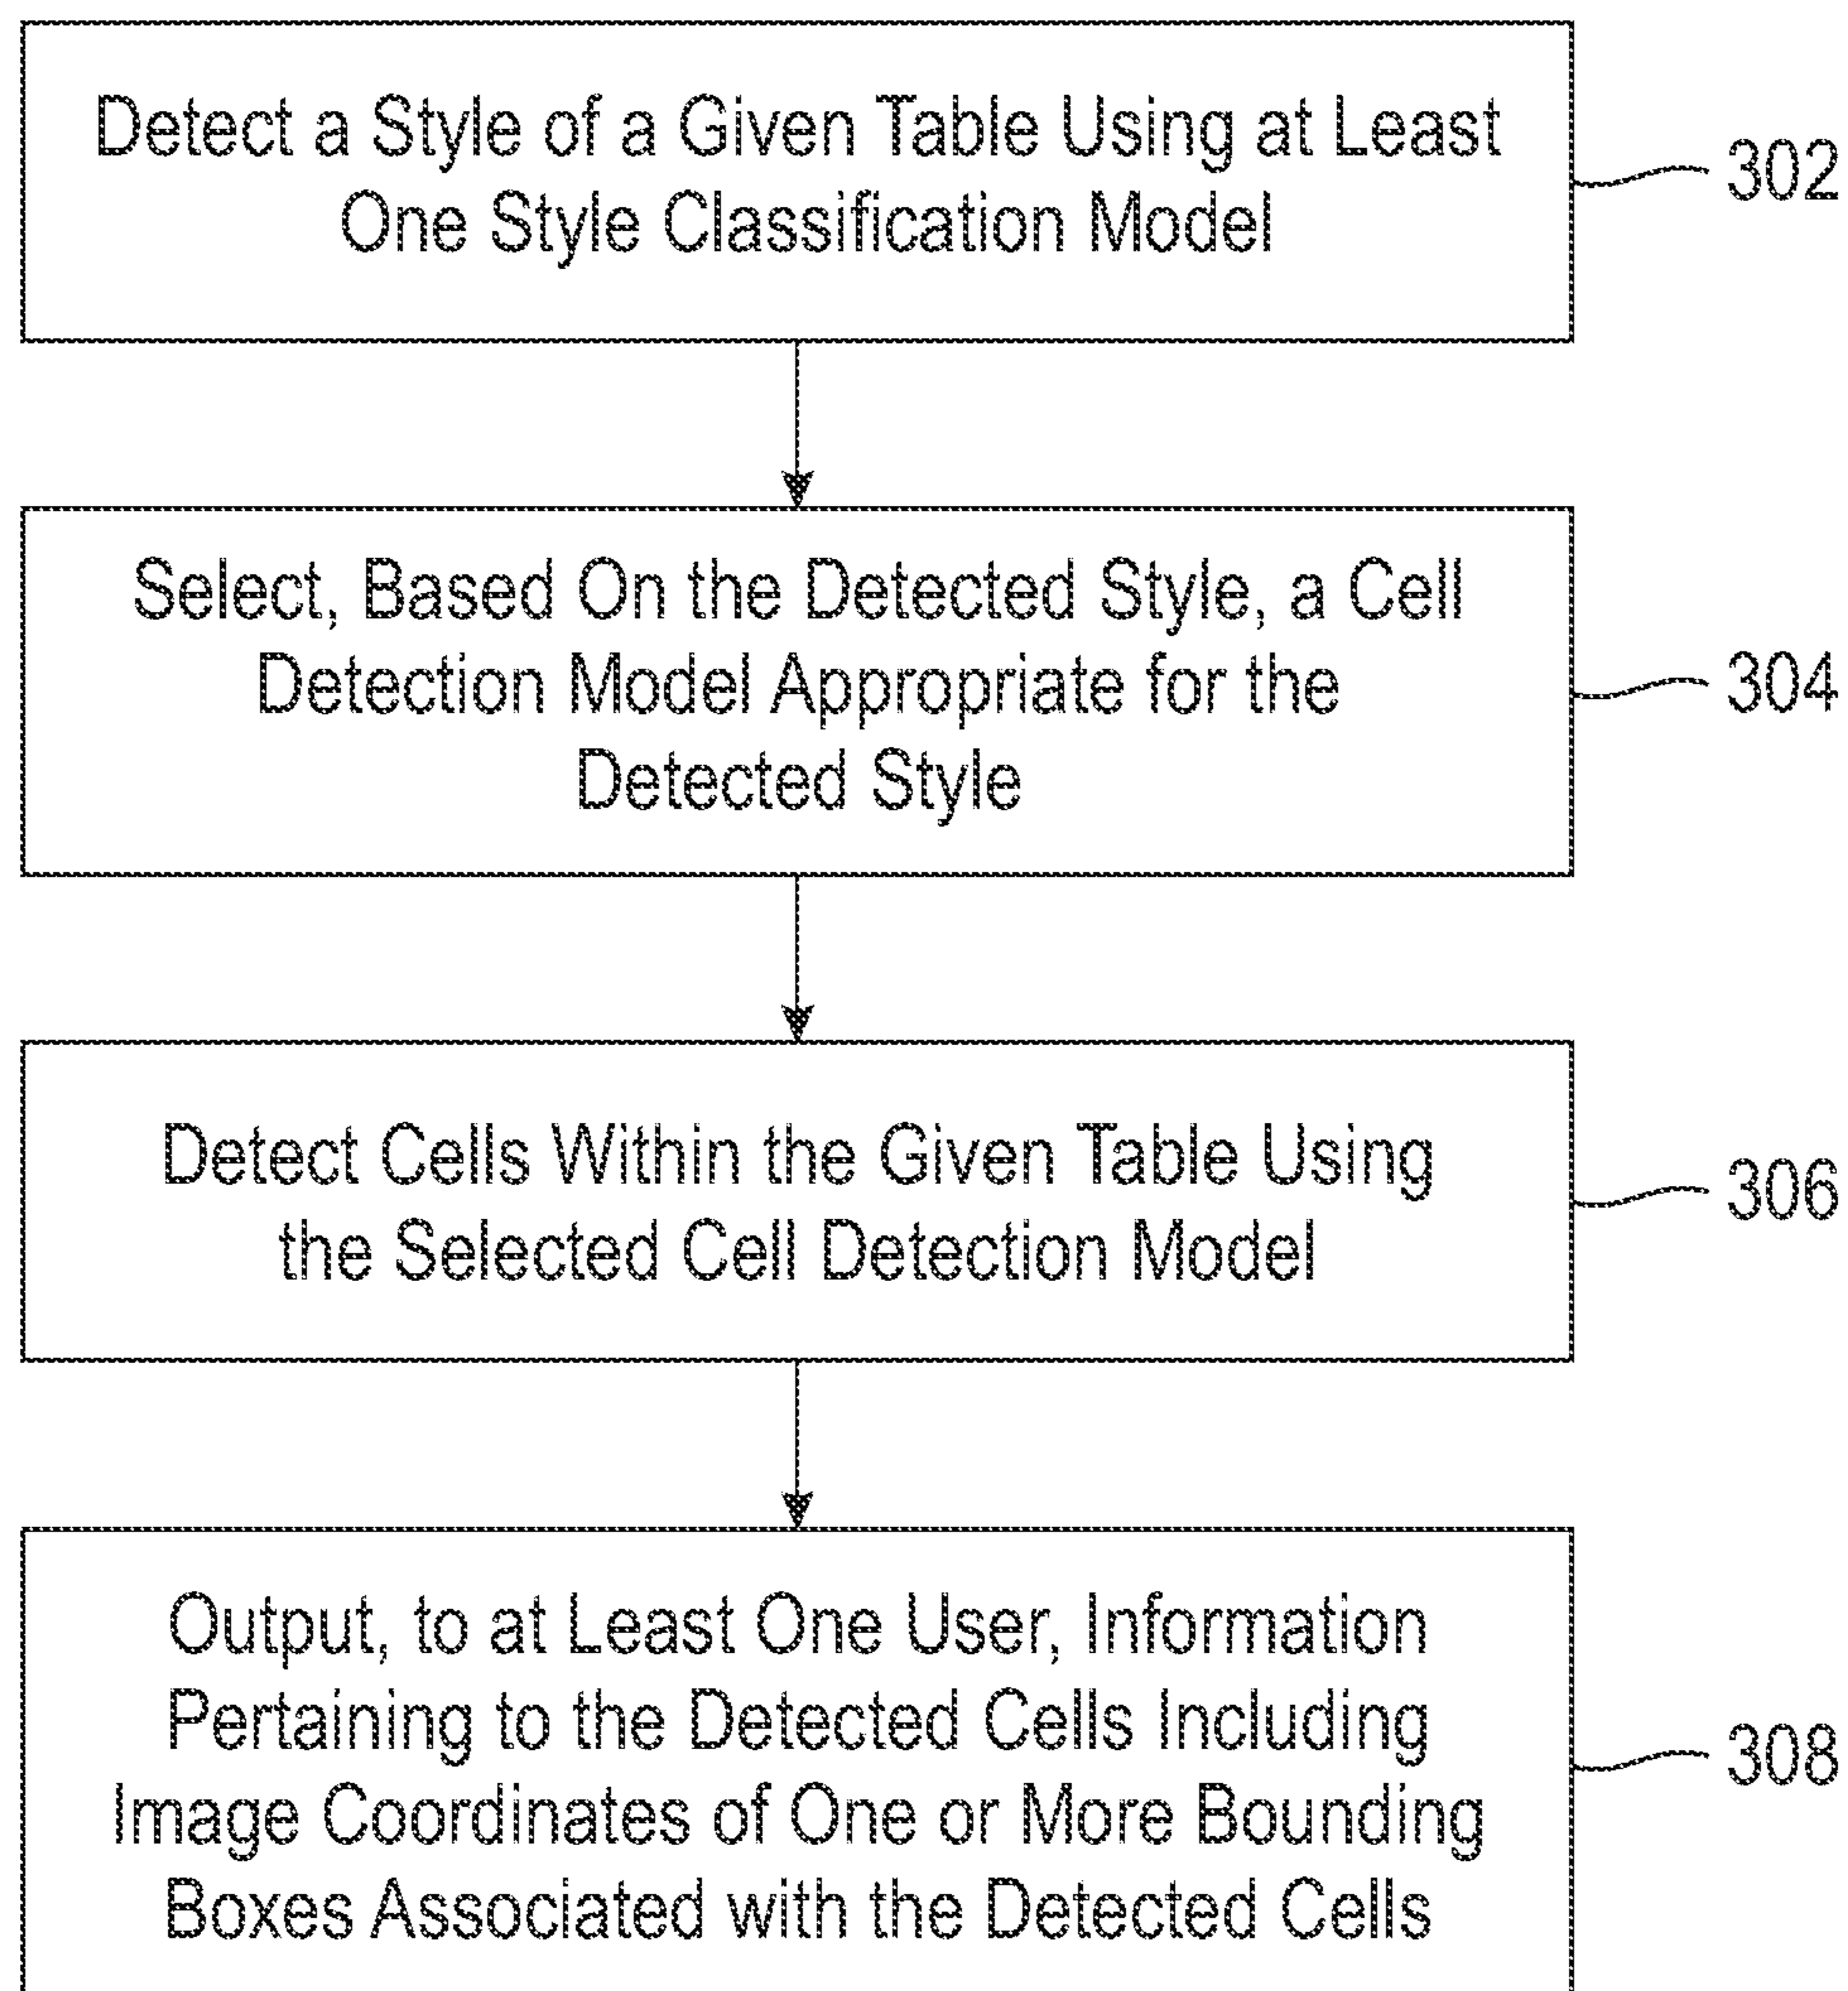 Detect a Style of a Given Table Using at Least
One Style Classification Model
302
Select, Based On the Detected Style, a Cell
Detection Model Appropriate for the
Detected Style
304
Detect Cells Within the Given Table Using
the Selected Cell Detection Model
306
Output, to at Least One User, Information
Pertaining to the Detected Cells Including
Image Coordinates of One or More Bounding
Boxes Associated with the Detected Cells
308